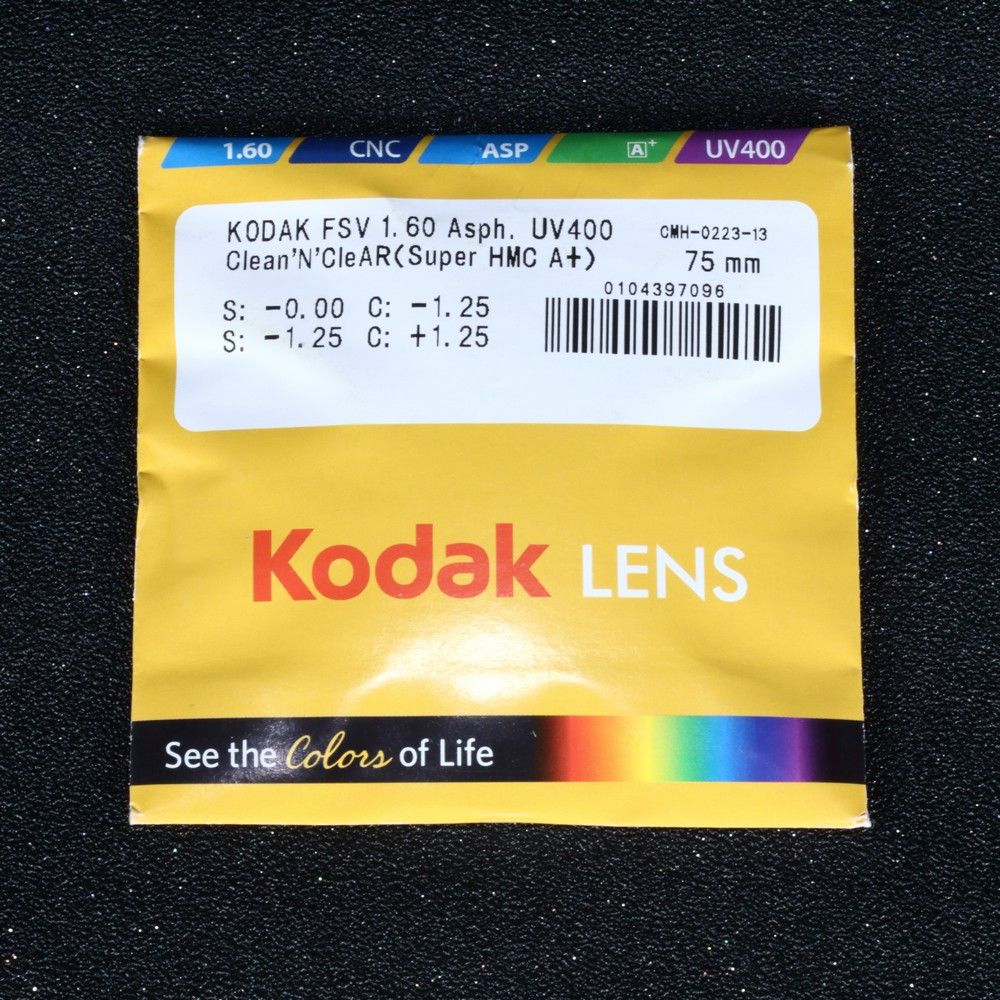 1.60 CNC ASP A+ UV400
KODAK FSV 1.60 Asph. UV400 CMH-0223-13
Clean'N'CleAR(Super HMC A+) 75 mm
0104397096
S: -0.00 C: -1.25
S: -1.25 C: +1.25
Kodak LENS
See the Colors of Life